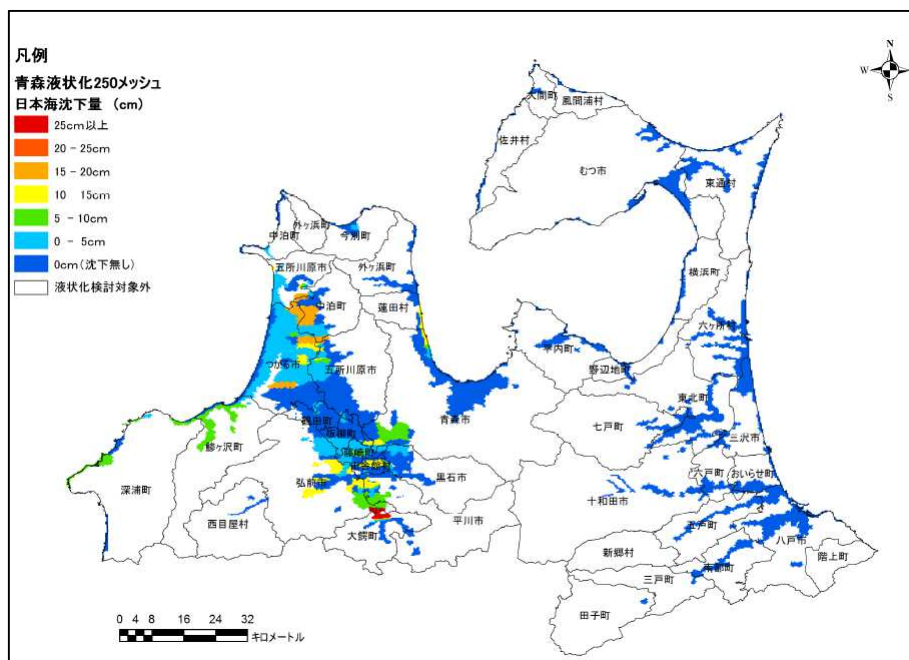 凡例
青森液状化250メッシュ
日本海沈下量 (cm)
25cm以上
20 - 25cm
15 - 20cm
10 15cm
5 - 10cm
0 - 5cm
0cm(沈下無し)
液状化検討対象外
N
W
E
S
大間町
風間浦村
佐井村
むつ市
東通村
外ヶ浜町
中泊町
今別町
五所川原市
外ヶ浜町
横浜町
中泊町
蓬田村
六ヶ所村
平内町
つがる市
五所川原市
野辺地町
東北町
鶴田町
青森市
七戸町
板柳町
三沢市
鰺ヶ沢町
藤崎町
田舎館村
六戸町
おいらせ町
深浦町
弘前市
黒石市
十和田市
西目屋村
平川市
五戸町
大鰐町
八戸市
新郷村
階上町
南部町
三戸町
田子町
0 4 8 16 24 32
キロメートル